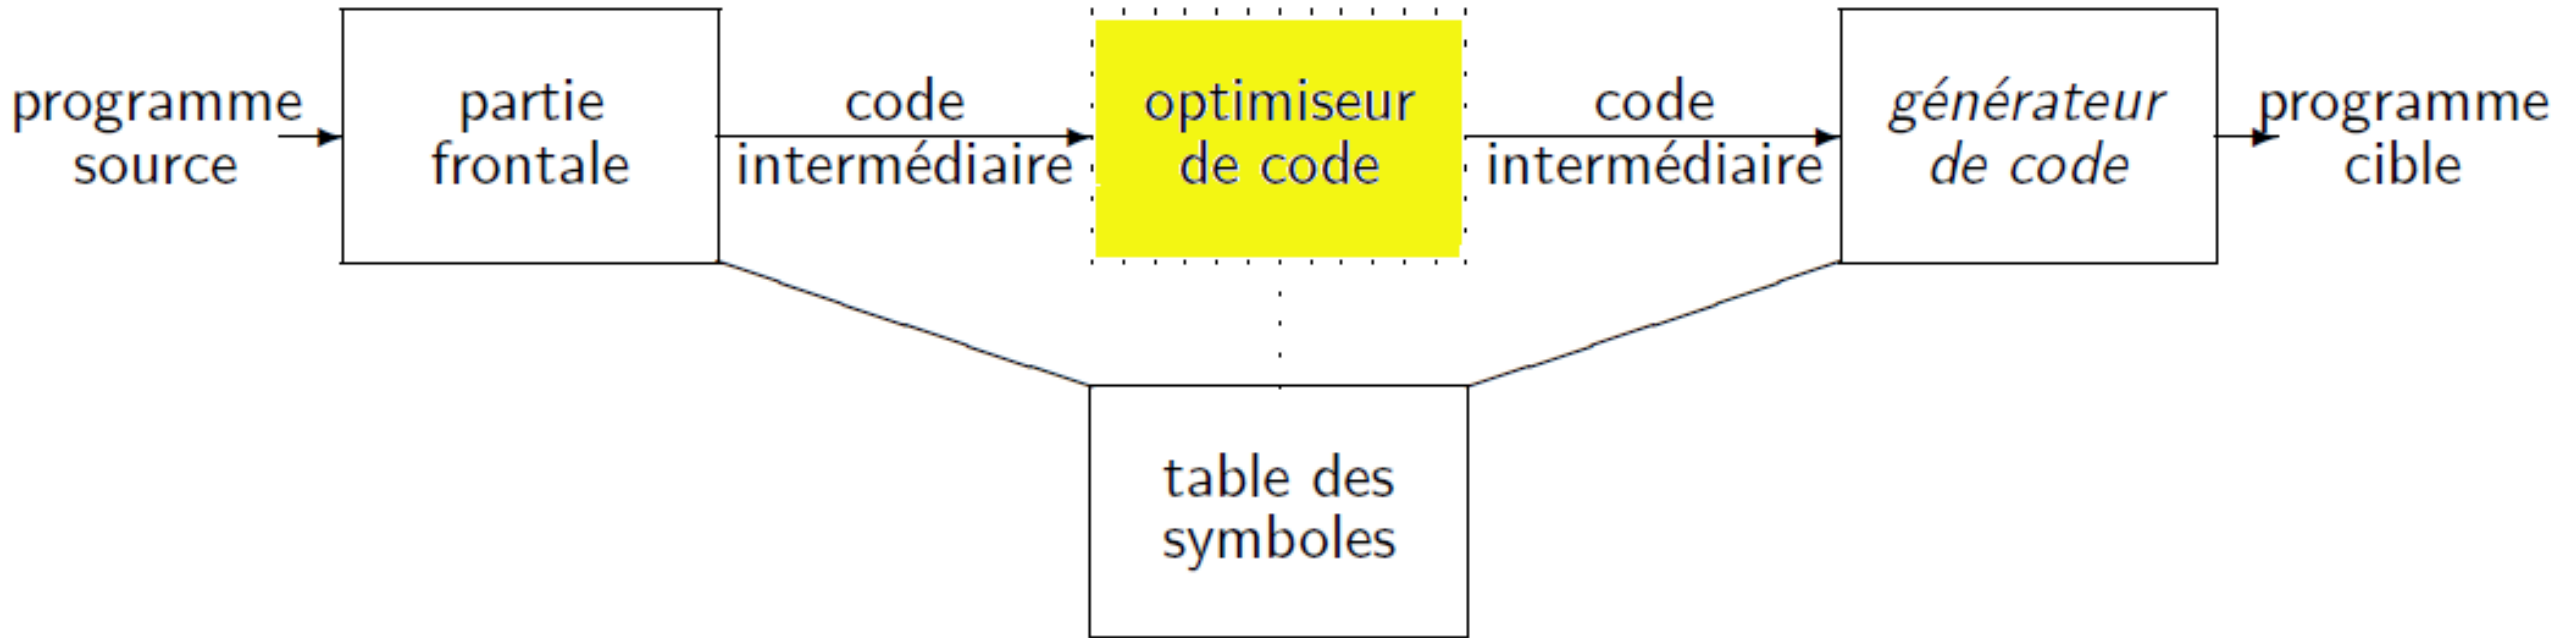 programme
source
partie
frontale
code
intermédiaire
optimiseur
de code
code
intermédiaire
générateur
de code
programme
cible
table des
symboles